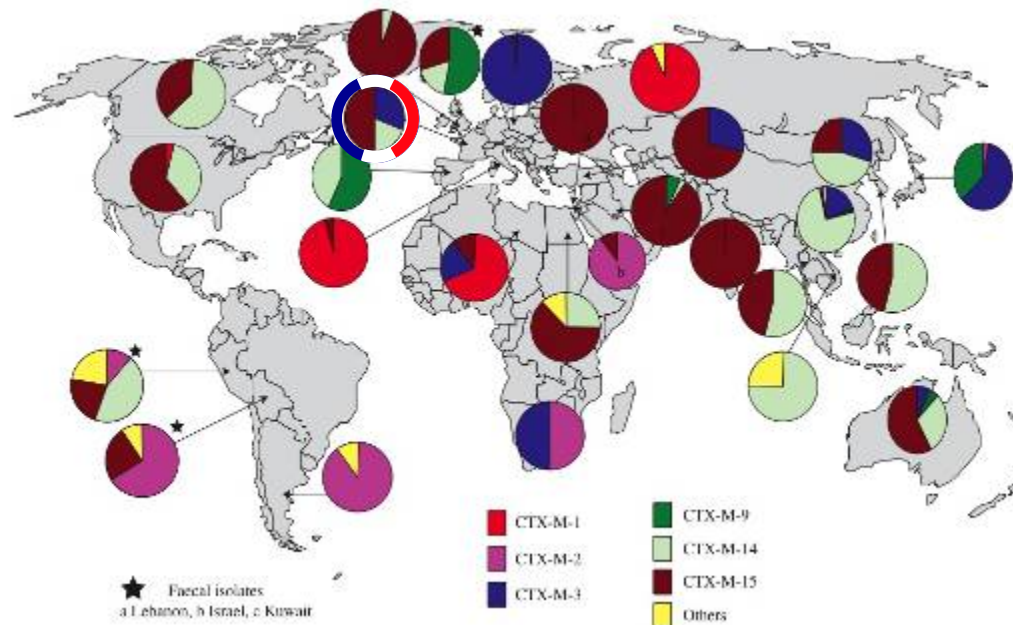 b
CTX-M-1
CTX-M-2
CTX-M-3
CTX-M-9
CTX-M-14
CTX-M-15
Others
Faecal isolates
a Lebanon, b Israel, c Kuwait